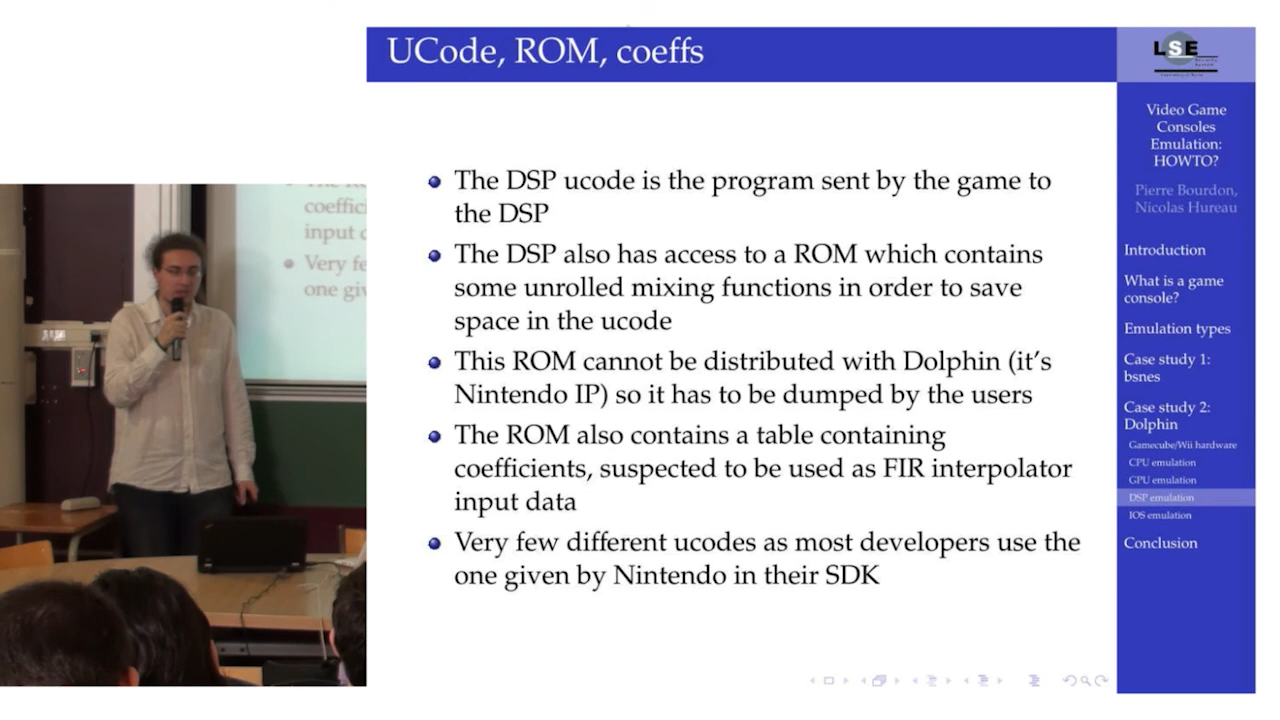 UCode, ROM, coeffs
The DSP ucode is the program sent by the game to
the DSP
The DSP also has access to a ROM which contains
some unrolled mixing functions in order to save
space in the ucode
This ROM cannot be distributed with Dolphin (it's
Nintendo IP) so it has to be dumped by the users
The ROM also contains a table containing
coefficients, suspected to be used as FIR interpolator
input data
Very few different ucodes as most developers use the
one given by Nintendo in their SDK
LSE
Video Game
Consoles
Emulation:
HOWTO?
Pierre Bourdon,
Nicolas Hureau
Introduction
What is a game
console?
Emulation types
Case study 1:
bsnes
Case study 2:
Dolphin
Gamecube/Wii hardware
CPU emulation
GPU emulation
DSP emulation
IOS emulation
Conclusion
coeffici
input
Very fe
one giv